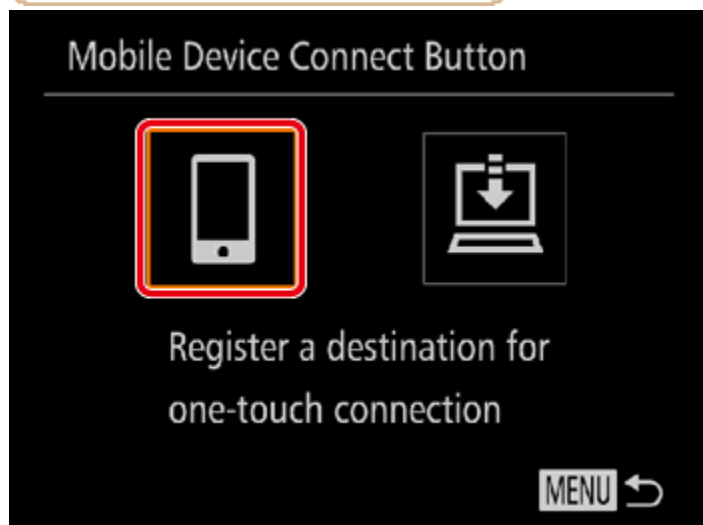 Mobile Device Connect Button
Register a destination for
one-touch connection
MENU